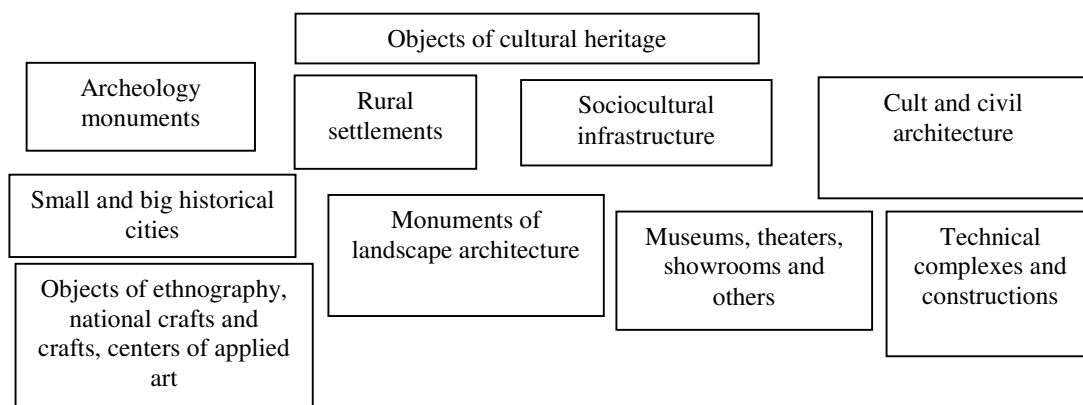 Objects of cultural heritage
Archeology
monuments
Rural
settlements
Sociocultural
infrastructure
Cult and civil
architecture
Small and big historical
cities
Monuments of
landscape architecture
Museums, theaters,
showrooms and
others
Technical
complexes and
constructions
Objects of ethnography,
national crafts and
crafts, centers of applied
art